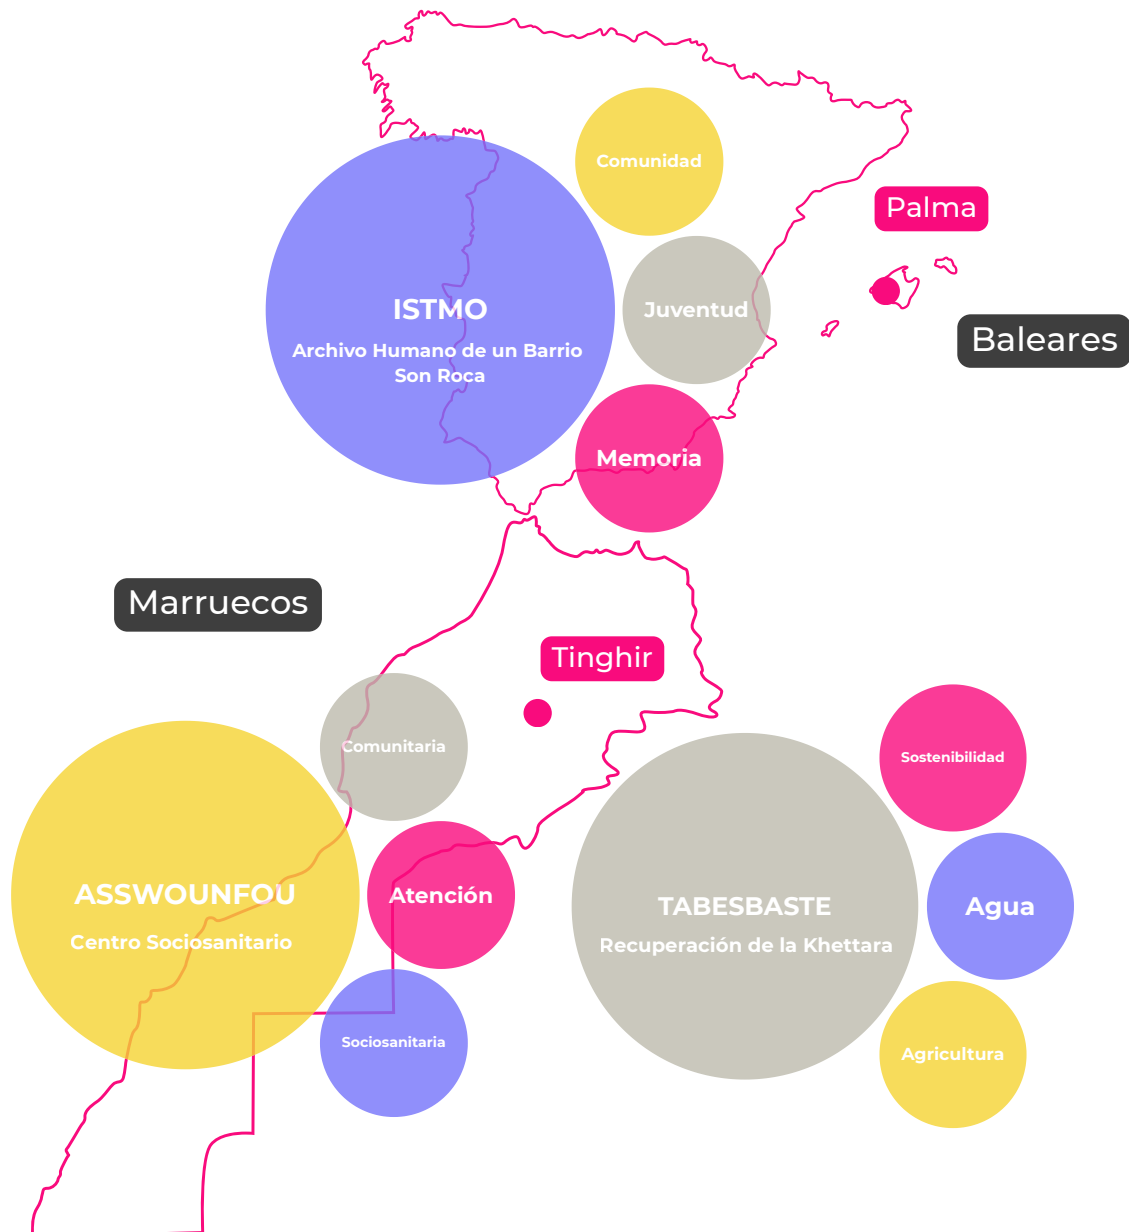 Comunidad
Palma
Juventud
ISTMO
Archivo Humano de un Barrio
Son Roca
Baleares
Memoria
Marruecos
Tinghir
Comunitaria
Sostenibilidad
ASSWOUNFOU
Centro Sociosanitario
Atención
TABESBASTE
Recuperación de la Khettara
Agua
Sociosanitaria
Agricultura